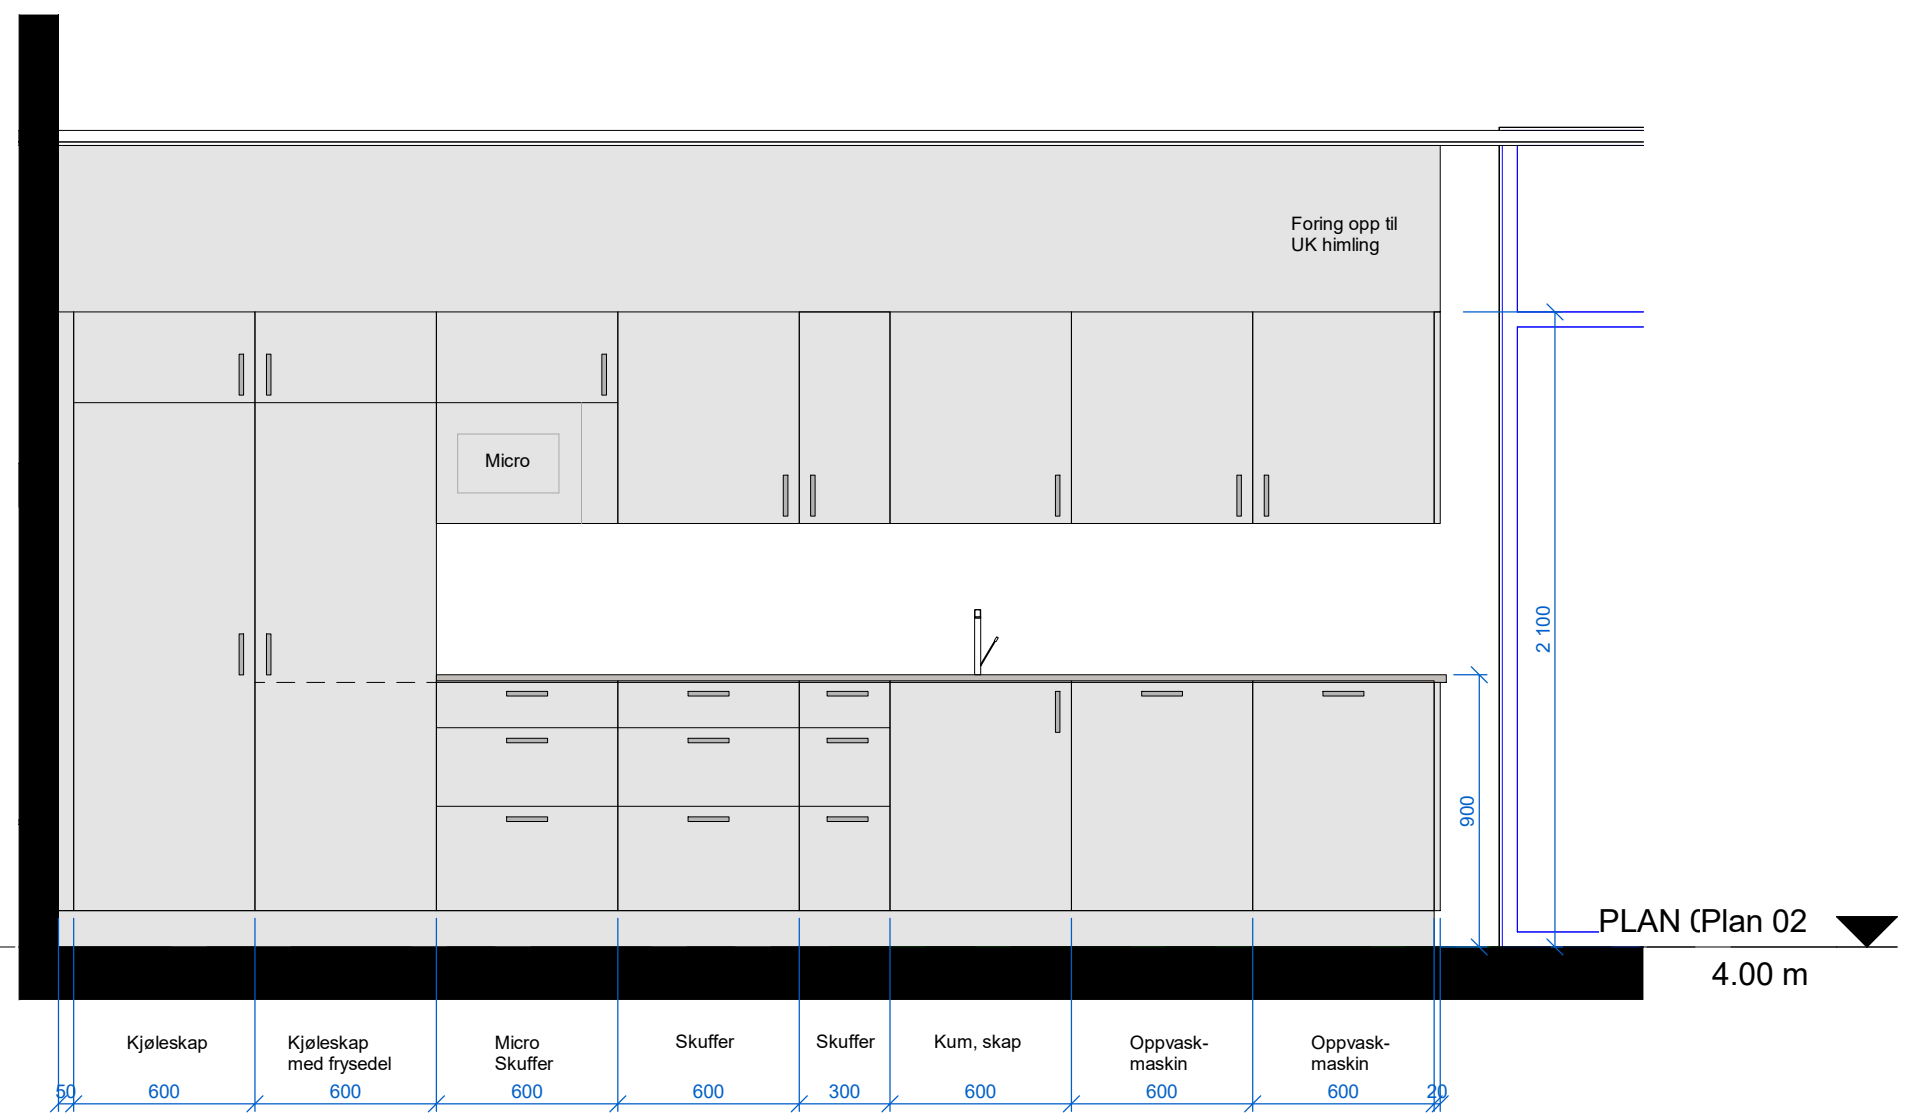 Foring opp til
UK himling
Micro
2 100
900
PLAN (Plan 02
4.00 m
Kjøleskap
Kjøleskap
med frysedel
Micro
Skuffer
Skuffer
Skuffer
Kum, skap
Oppvask-
maskin
Oppvask-
maskin
50
600
600
600
600
300
600
600
600
20